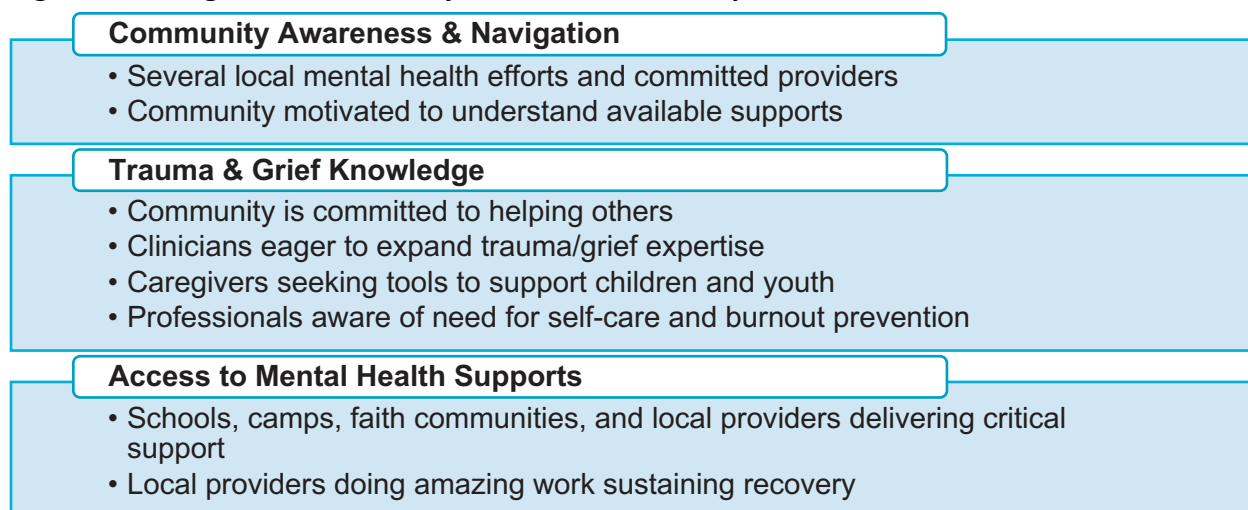 Community Awareness & Navigation
• Several local mental health efforts and committed providers
• Community motivated to understand available supports
Trauma & Grief Knowledge
• Community is committed to helping others
• Clinicians eager to expand trauma/grief expertise
• Caregivers seeking tools to support children and youth
• Professionals aware of need for self-care and burnout prevention
Access to Mental Health Supports
• Schools, camps, faith communities, and local providers delivering critical
support
• Local providers doing amazing work sustaining recovery